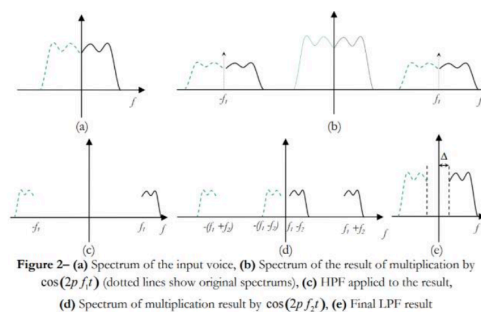 f
(a)
-f₁
f₁
f
(b)
-f₁
f₁
f
(c)
-(f₁ +f₂)
-(f₁-f₂)
f₁-f₂
f₁ +f₂
f
(d)
Δ
f
(e)
Figure 2– (a) Spectrum of the input voice, (b) Spectrum of the result of multiplication by
cos(2p f₁t) (dotted lines show original spectrums), (c) HPF applied to the result,
(d) Spectrum of multiplication result by cos(2p f₂t), (e) Final LPF result